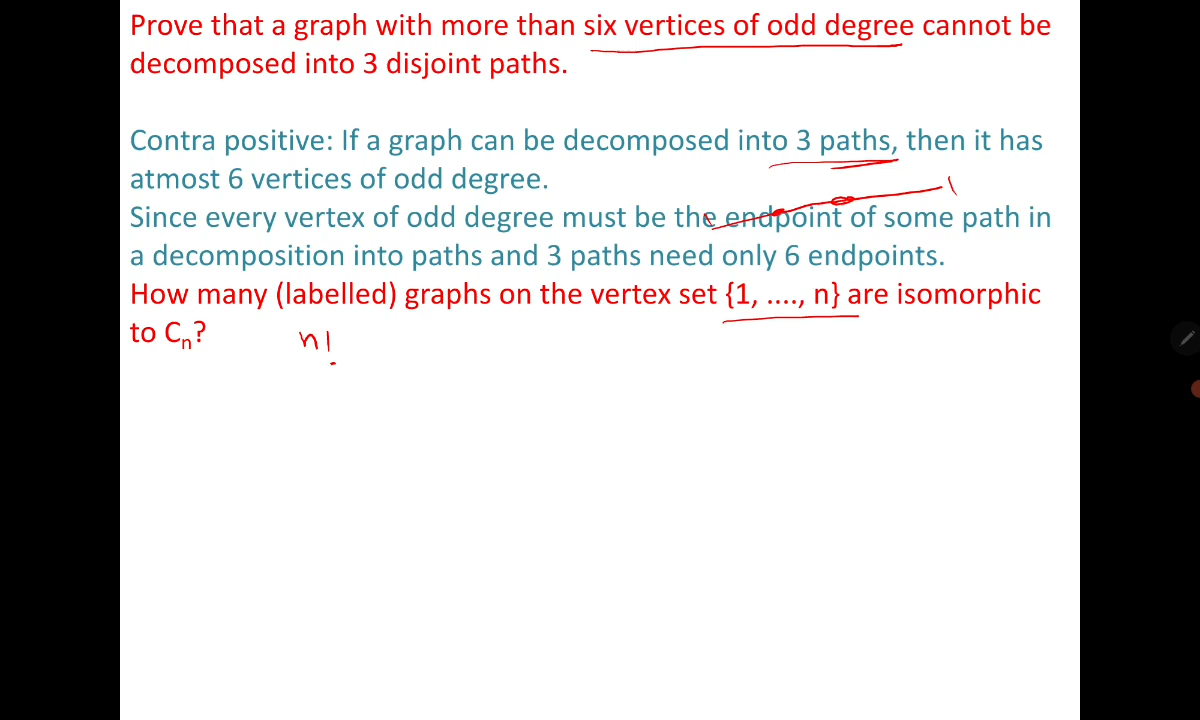 Prove that a graph with more than six vertices of odd degree cannot be
decomposed into 3 disjoint paths.
Contra positive: If a graph can be decomposed into 3 paths, then it has
atmost 6 vertices of odd degree.
Since every vertex of odd degree must be the endpoint of some path in
a decomposition into paths and 3 paths need only 6 endpoints.
How many (labelled) graphs on the vertex set {1, ...., n} are isomorphic
to Cₙ?
n!